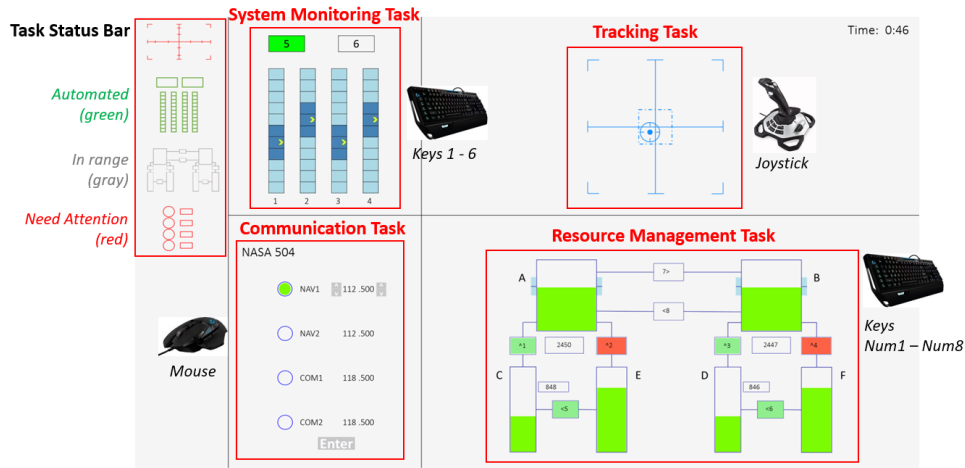 System Monitoring Task
Task Status Bar
Tracking Task
Time: 0:46
5
6
Automated
(green)
In range
(gray)
Need Attention
(red)
1
2
3
4
Keys 1 - 6
Joystick
Communication Task
NASA 504
NAV1
112 .500
NAV2
112 .500
COM1
118 .500
COM2
118 .500
Enter
Mouse
Resource Management Task
A
7>
B
<8
^1
2450
^2
^3
2447
^4
C
848
E
D
846
F
<5
<6
Keys
Num1 – Num8